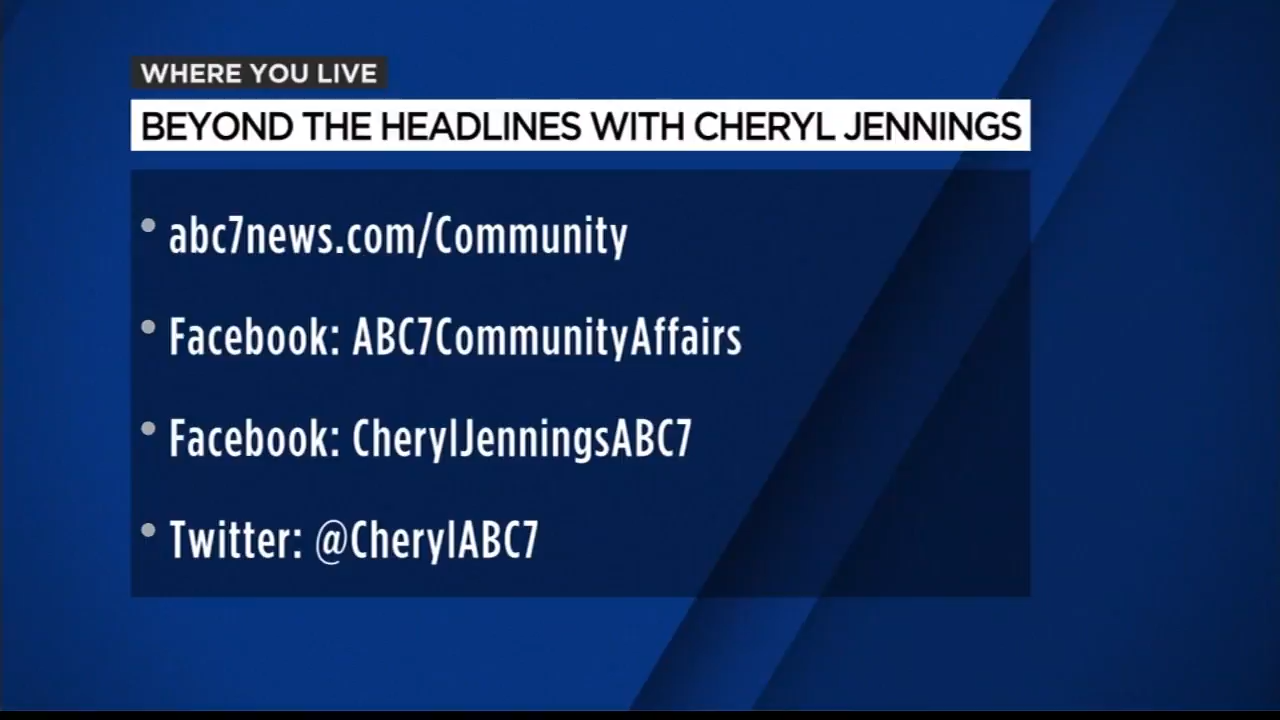 WHERE YOU LIVE
BEYOND THE HEADLINES WITH CHERYL JENNINGS
• abc7news.com/Community
• Facebook: ABC7CommunityAffairs
• Facebook: CherylJenningsABC7
• Twitter: @CherylABC7